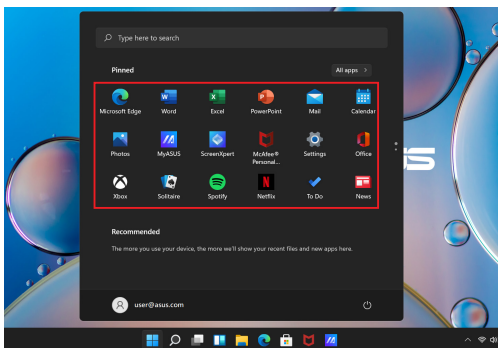 Type here to search
Pinned
All apps >
Microsoft Edge
Word
Excel
PowerPoint
Mail
Calendar
Photos
MyASUS
ScreenXpert
McAfee®
Personal...
Settings
Office
Xbox
Solitaire
Spotify
Netflix
To Do
News
Recommended
The more you use your device, the more we'll show your recent files and new apps here.
user@asus.com